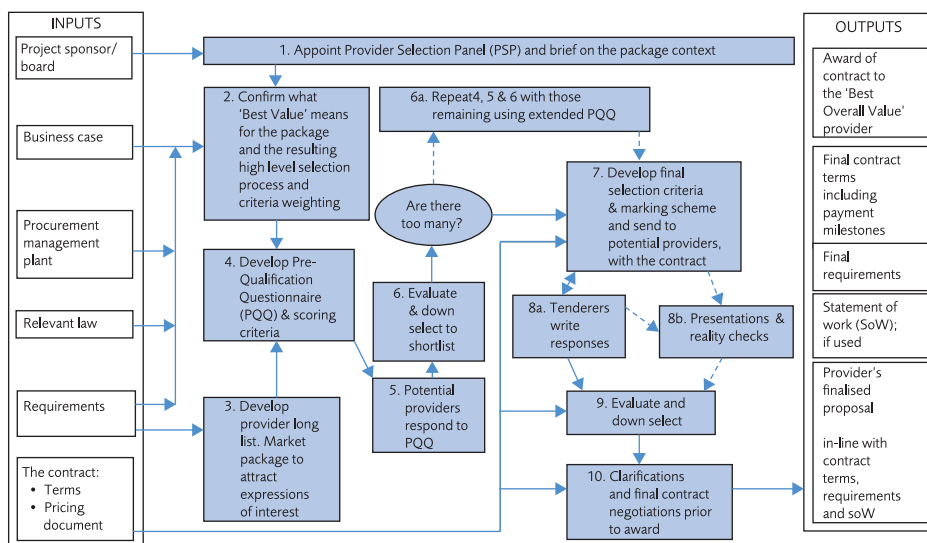 INPUTS
Project sponsor/
board
Business case
Procurement
management
plant
Relevant law
Requirements
The contract:
• Terms
• Pricing
document
1. Appoint Provider Selection Panel (PSP) and brief on the package context
2. Confirm what
'Best Value' means
for the package
and the resulting
high level selection
process and
criteria weighting
4. Develop Pre-
Qualification
Questionnaire
(PQQ) & scoring
criteria
3. Develop
provider long
list. Market
package to
attract
expressions
of interest
6a. Repeat4, 5 & 6 with those
remaining using extended PQQ
Are there
too many?
6. Evaluate
& down
select to
shortlist
5. Potential
providers
respond to
PQQ
7. Develop final
selection criteria
& marking scheme
and send to
potential providers,
with the contract
8a. Tenderers
write
responses
8b. Presentations &
reality checks
9. Evaluate and
down select
10. Clarifications
and final contract
negotiations prior
to award
OUTPUTS
Award of
contract to
the 'Best
Overall Value'
provider
Final contract
terms
including
payment
milestones
Final
requirements
Statement of
work (SoW);
if used
Provider's
finalised
proposal
in-line with
contract
terms,
requirements
and soW